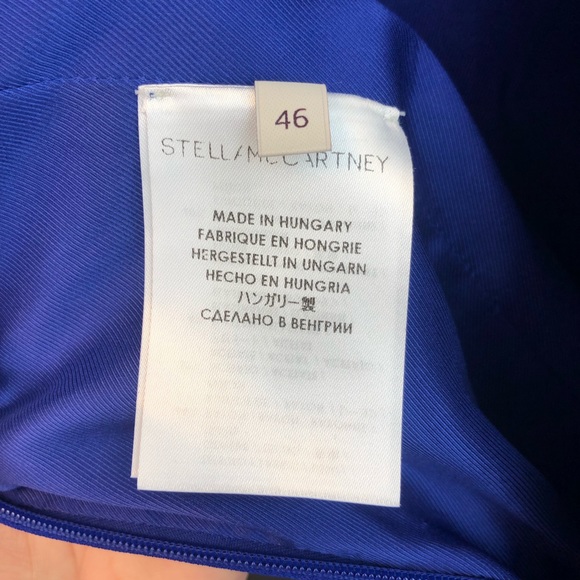 46
STELLA McCARTNEY
MADE IN HUNGARY
FABRIQUE EN HONGRIE
HERGESTELLT IN UNGARN
HECHO EN HUNGRIA
ハンガリー製
СДЕЛАНО В ВЕНГРИИ